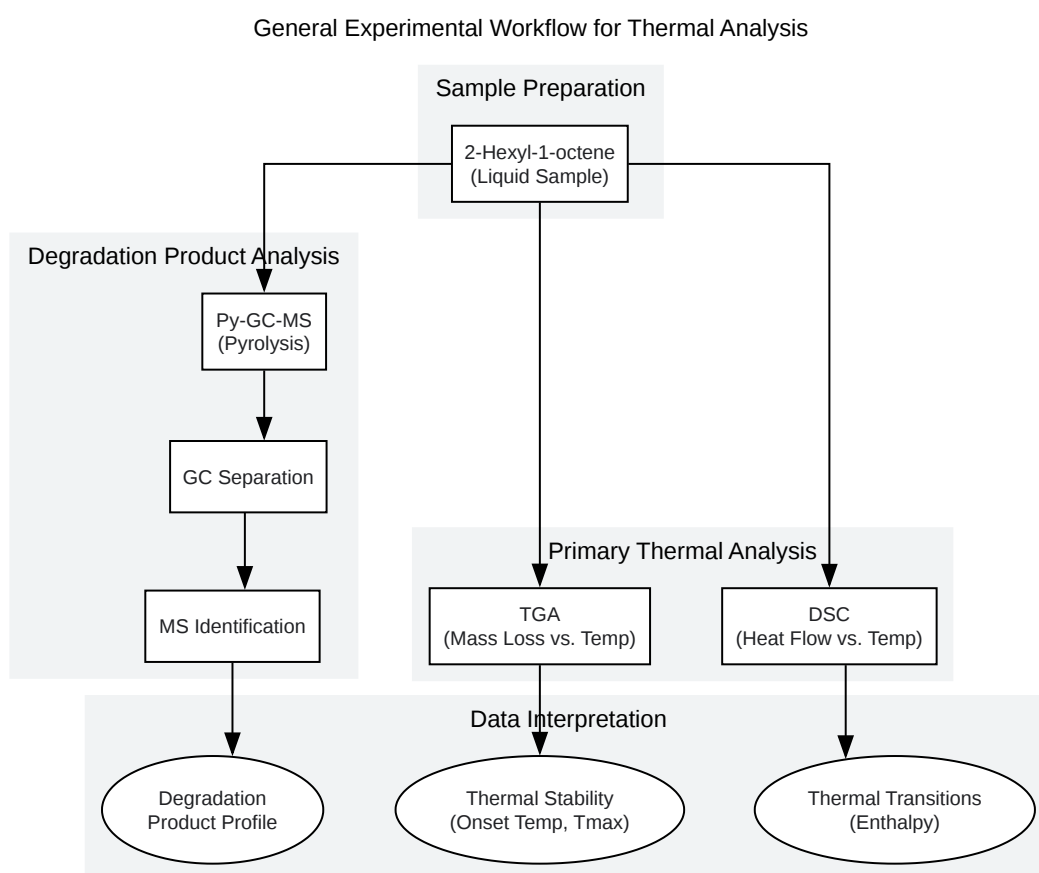 General Experimental Workflow for Thermal Analysis
Sample Preparation
2-Hexyl-1-octene
(Liquid Sample)
Degradation Product Analysis
Py-GC-MS
(Pyrolysis)
GC Separation
MS Identification
Primary Thermal Analysis
TGA
(Mass Loss vs. Temp)
DSC
(Heat Flow vs. Temp)
Data Interpretation
Degradation
Product Profile
Thermal Stability
(Onset Temp, Tmax)
Thermal Transitions
(Enthalpy)